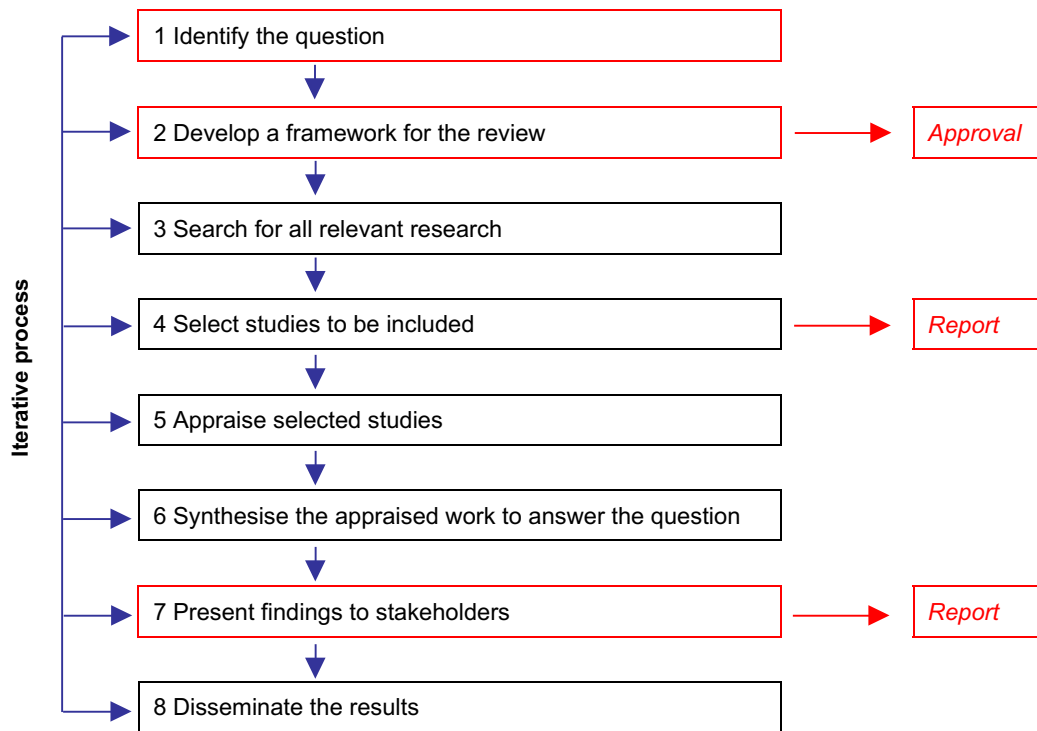 1 Identify the question
2 Develop a framework for the review
Approval
3 Search for all relevant research
Iterative process
4 Select studies to be included
Report
5 Appraise selected studies
6 Synthesise the appraised work to answer the question
7 Present findings to stakeholders
Report
8 Disseminate the results